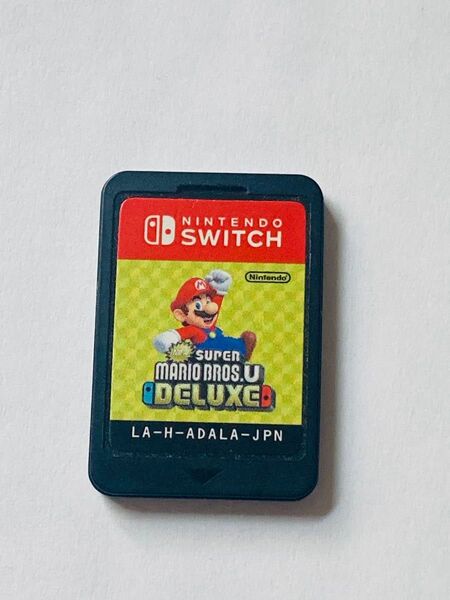 NINTENDO
SWITCH
Nintendo
NEW
SUPER
MARIO BROS. U
DELUXE
LA-H-ADALA-JPN